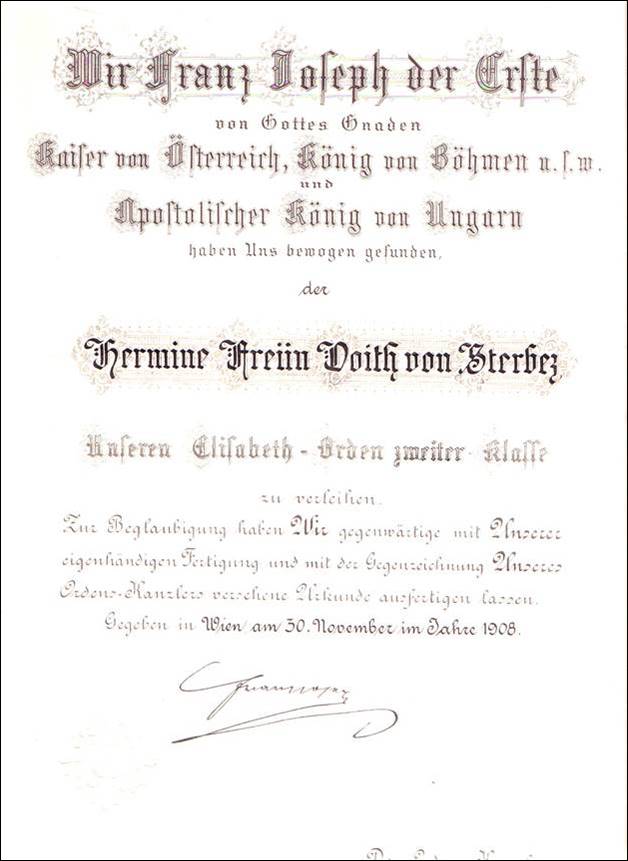 Wir Franz Joseph der Erste
von Gottes Gnaden
Kaiser von Österreich, König von Böhmen u.s.w.
und
Apostolischer König von Ungarn
haben Uns bewogen gefunden,
der
Hermine Freiin Voith von Sterbez
Unseren Elisabeth-Orden zweiter Klasse
zu verleihen.
Zur Beglaubigung haben Wir gegenwärtige mit Unserer
eigenhändigen Fertigung und mit der Gegenzeichnung Unseres
Ordens-Kanzlers versehene Urkunde ausfertigen lassen.
Gegeben in Wien am 30. November im Jahre 1908.
Franz Joseph